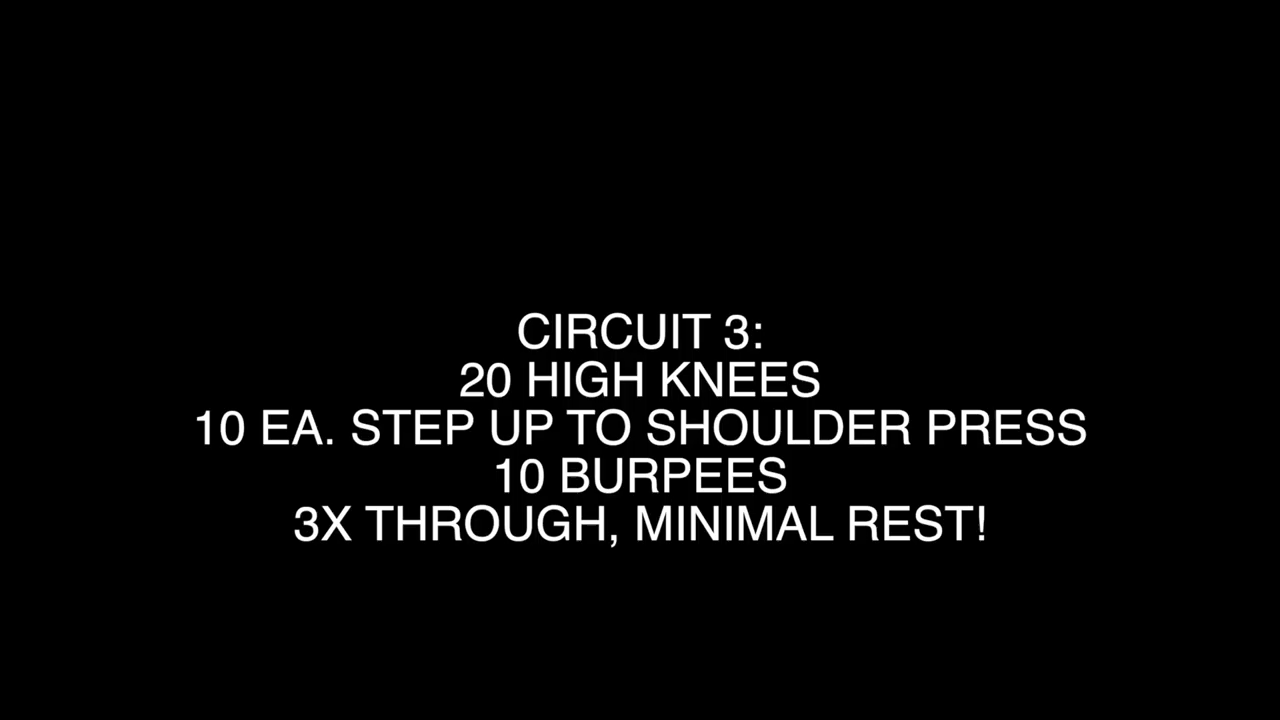 CIRCUIT 3:
20 HIGH KNEES
10 EA. STEP UP TO SHOULDER PRESS
10 BURPEES
3X THROUGH, MINIMAL REST!